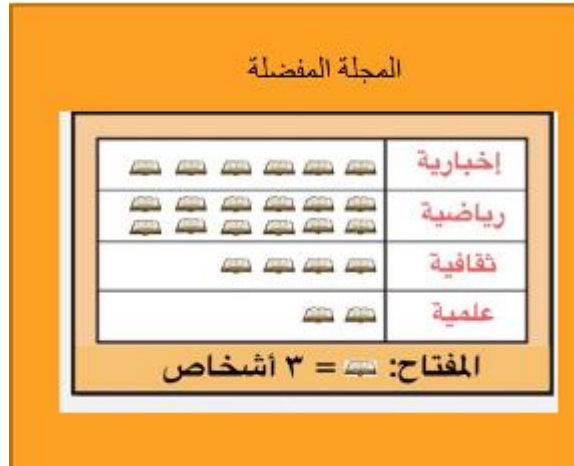 المجلة المفضلة
إخبارية
رياضية
ثقافية
علمية
المفتاح: = ٣ أشخاص